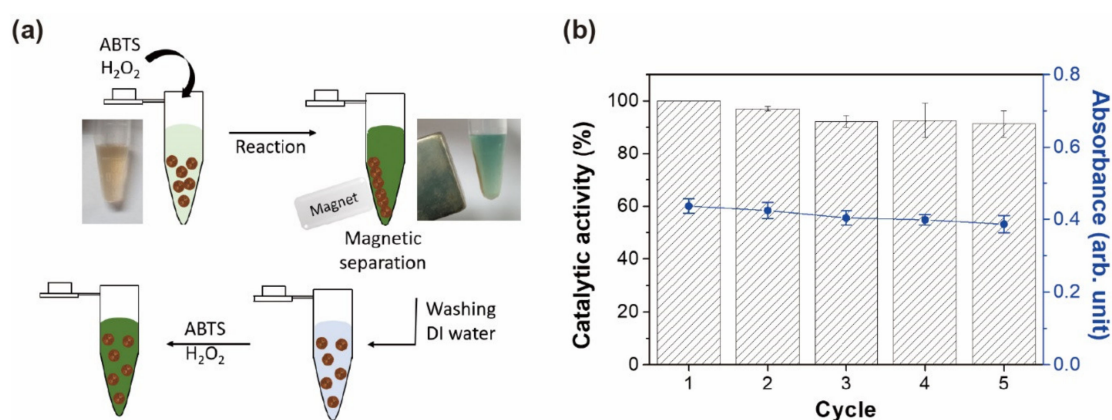 (a)
ABTS
H₂O₂
Reaction
Magnet
Magnetic
separation
Washing
DI water
ABTS
H₂O₂
(b)
Catalytic activity (%)
100
80
60
40
20
0
1 2 3 4 5
Cycle
0.8
0.6
0.4
0.2
0.0
Absorbance (arb. unit)